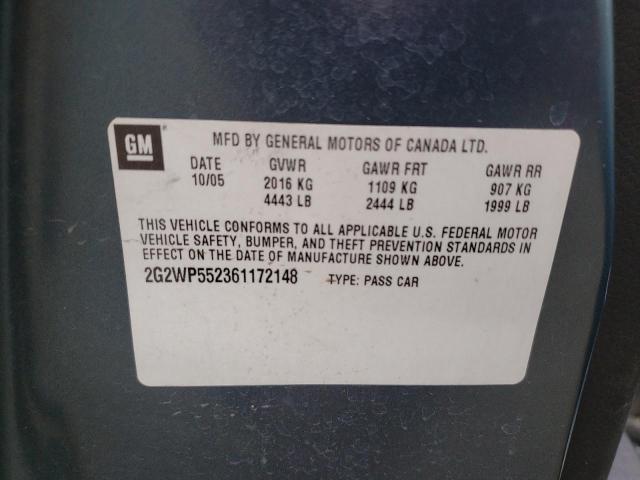 GM
MFD BY GENERAL MOTORS OF CANADA LTD.
DATE GVWR GAWR FRT GAWR RR
10/05 2016 KG 1109 KG 907 KG
4443 LB 2444 LB 1999 LB
THIS VEHICLE CONFORMS TO ALL APPLICABLE U.S. FEDERAL MOTOR
VEHICLE SAFETY, BUMPER, AND THEFT PREVENTION STANDARDS IN
EFFECT ON THE DATE OF MANUFACTURE SHOWN ABOVE.
2G2WP552361172148 TYPE: PASS CAR